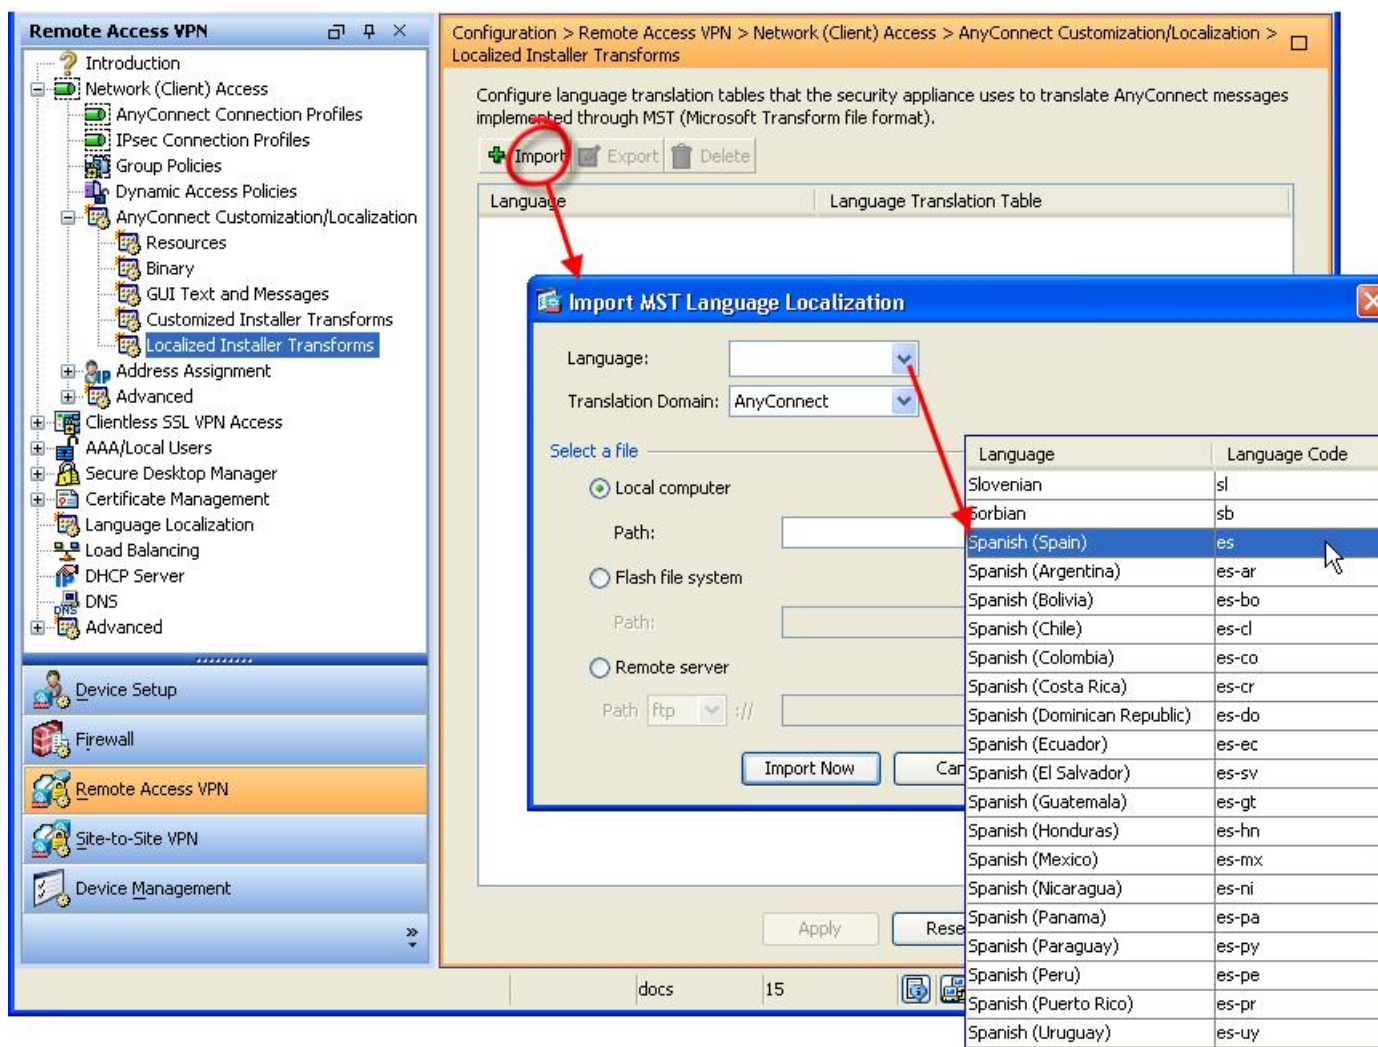 Remote Access VPN
Introduction
Network (Client) Access
AnyConnect Connection Profiles
IPsec Connection Profiles
Group Policies
Dynamic Access Policies
AnyConnect Customization/Localization
Resources
Binary
GUI Text and Messages
Customized Installer Transforms
Localized Installer Transforms
Address Assignment
Advanced
Clientless SSL VPN Access
AAA/Local Users
Secure Desktop Manager
Certificate Management
Language Localization
Load Balancing
DHCP Server
DNS
Advanced
Device Setup
Firewall
Remote Access VPN
Site-to-Site VPN
Device Management
Configuration > Remote Access VPN > Network (Client) Access > AnyConnect Customization/Localization >
Localized Installer Transforms
Configure language translation tables that the security appliance uses to translate AnyConnect messages
implemented through MST (Microsoft Transform file format).
Import Export Delete
Language Language Translation Table
Import MST Language Localization
Language:
Translation Domain: AnyConnect
Select a file
Local computer
Path:
Flash file system
Path:
Remote server
Path ftp ://
Import Now Can
Apply Rese
docs 15
Language Language Code
Slovenian sl
Sorbian sb
Spanish (Spain) es
Spanish (Argentina) es-ar
Spanish (Bolivia) es-bo
Spanish (Chile) es-cl
Spanish (Colombia) es-co
Spanish (Costa Rica) es-cr
Spanish (Dominican Republic) es-do
Spanish (Ecuador) es-ec
Spanish (El Salvador) es-sv
Spanish (Guatemala) es-gt
Spanish (Honduras) es-hn
Spanish (Mexico) es-mx
Spanish (Nicaragua) es-ni
Spanish (Panama) es-pa
Spanish (Paraguay) es-py
Spanish (Peru) es-pe
Spanish (Puerto Rico) es-pr
Spanish (Uruguay) es-uy